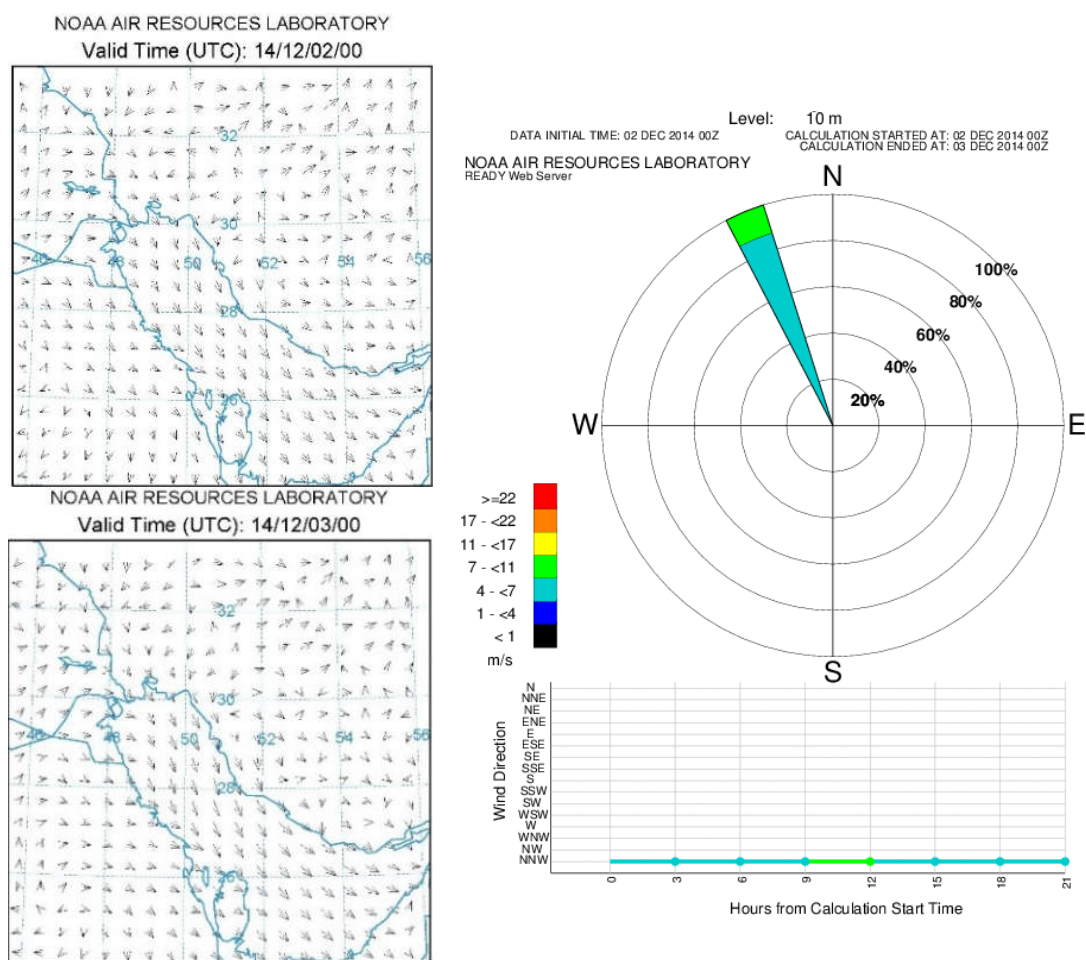 NOAA AIR RESOURCES LABORATORY
Valid Time (UTC): 14/12/02/00
32
30
46
48
50
52
54
56
28
26
NOAA AIR RESOURCES LABORATORY
Valid Time (UTC): 14/12/03/00
32
30
46
48
50
52
54
56
28
26
Level: 10 m
DATA INITIAL TIME: 02 DEC 2014 00Z
CALCULATION STARTED AT: 02 DEC 2014 00Z
CALCULATION ENDED AT: 03 DEC 2014 00Z
NOAA AIR RESOURCES LABORATORY
READY Web Server
N
100%
80%
60%
40%
20%
W
E
S
>=22
17 - <22
11 - <17
7 - <11
4 - <7
1 - <4
< 1
m/s
Wind Direction
N
NNE
NE
ENE
E
ESE
SE
SSE
S
SSW
SW
WSW
W
WNW
NW
NNW
0
3
6
9
12
15
18
21
Hours from Calculation Start Time